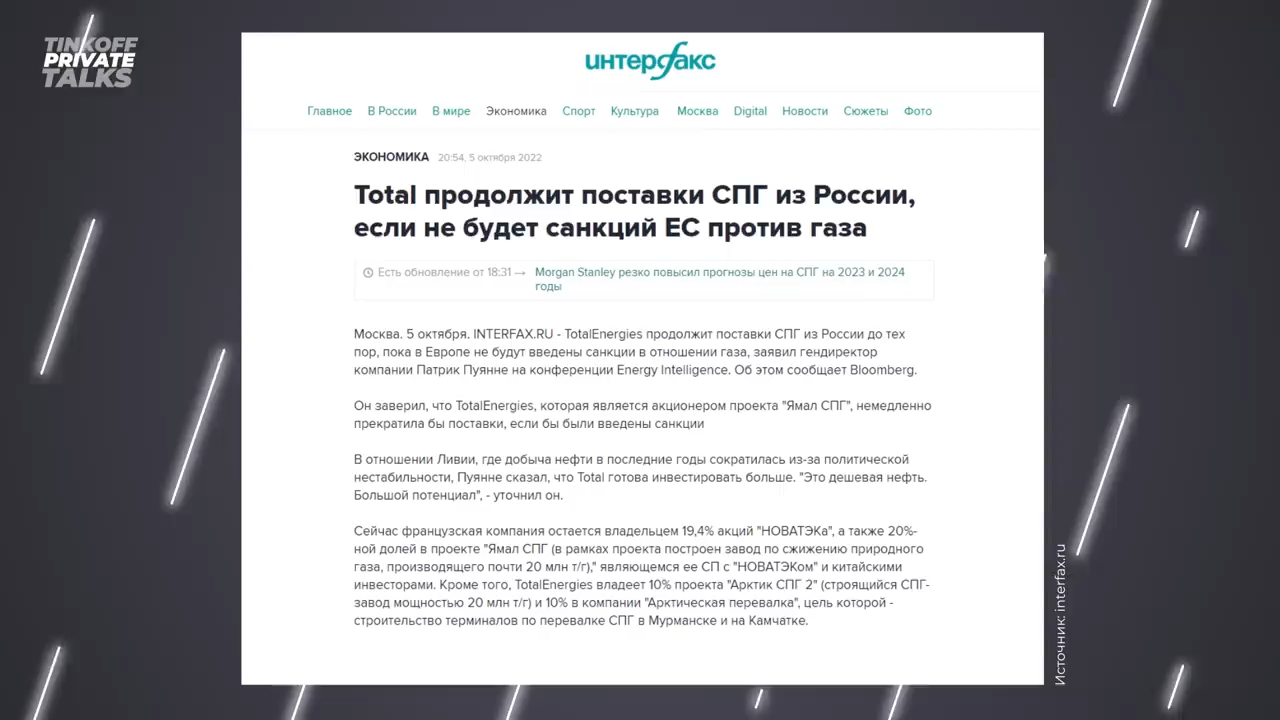 TINKOFF
PRIVATE
TALKS
интерфакс
Главное В России В мире Экономика Спорт Культура Москва Digital Новости Сюжеты Фото
ЭКОНОМИКА 20:54, 5 октября 2022
Total продолжит поставки СПГ из России,
если не будет санкций ЕС против газа
Есть обновление от 18:31 → Morgan Stanley резко повысил прогнозы цен на СПГ на 2023 и 2024
годы
Москва. 5 октября. INTERFAX.RU - TotalEnergies продолжит поставки СПГ из России до тех
пор, пока в Европе не будут введены санкции в отношении газа, заявил гендиректор
компании Патрик Пуянне на конференции Energy Intelligence. Об этом сообщает Bloomberg.
Он заверил, что TotalEnergies, которая является акционером проекта "Ямал СПГ", немедленно
прекратила бы поставки, если бы были введены санкции
В отношении Ливии, где добыча нефти в последние годы сократилась из-за политической
нестабильности, Пуянне сказал, что Total готова инвестировать больше. "Это дешевая нефть.
Большой потенциал", - уточнил он.
Сейчас французская компания остается владельцем 19,4% акций "НОВАТЭКа", а также 20%-
ной долей в проекте "Ямал СПГ (в рамках проекта построен завод по сжижению природного
газа, производящего почти 20 млн т/г)," являющемся ее СП с "НОВАТЭКом" и китайскими
инвесторами. Кроме того, TotalEnergies владеет 10% проекта "Арктик СПГ 2" (строящийся СПГ-
завод мощностью 20 млн т/г) и 10% в компании "Арктическая перевалка", цель которой -
строительство терминалов по перевалке СПГ в Мурманске и на Камчатке.
Источник: interfax.ru